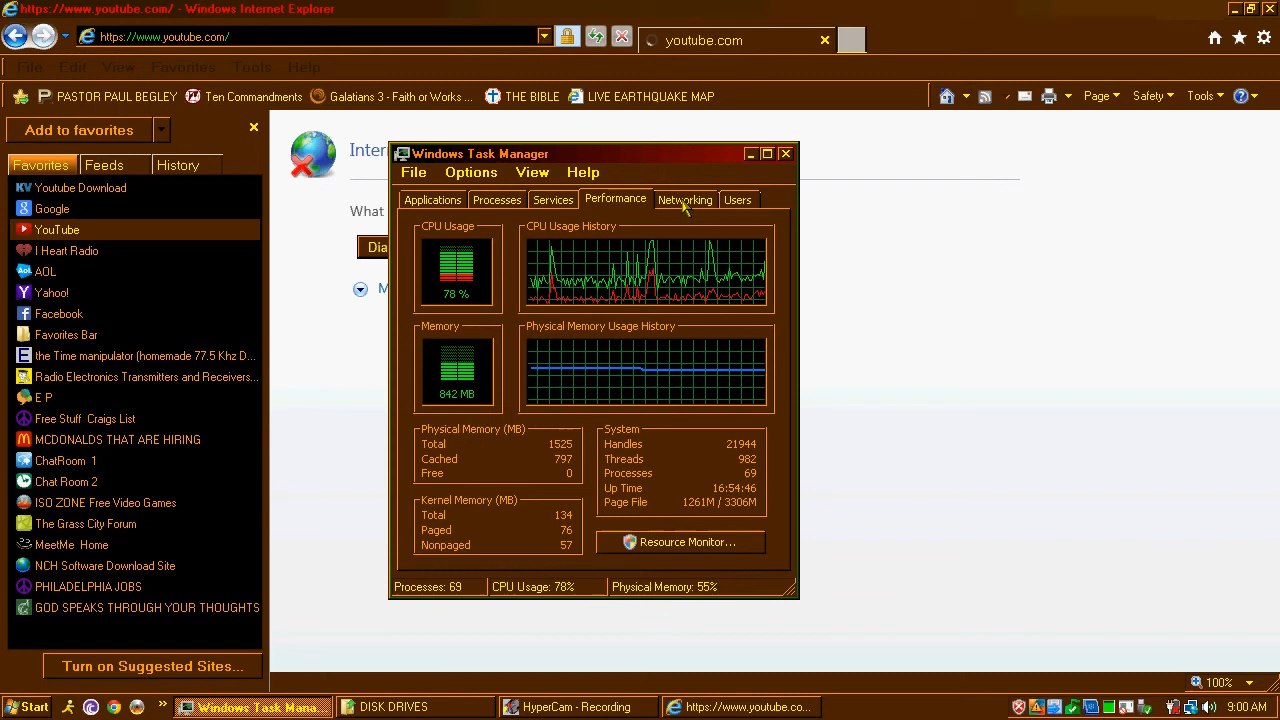 https://www.youtube.com/ - Windows Internet Explorer
https://www.youtube.com/
youtube.com
File Edit View Favorites Tools Help
PASTOR PAUL BEGLEY Ten Commandments Galatians 3 - Faith or Works ... THE BIBLE LIVE EARTHQUAKE MAP
Page Safety Tools
Add to favorites
Favorites Feeds History
Youtube Download
Google
YouTube
I Heart Radio
AOL
Yahoo!
Facebook
Favorites Bar
the Time manipulator (homemade 77.5 Khz D...
Radio Electronics Transmitters and Receivers...
E P
Free Stuff Craigs List
MCDONALDS THAT ARE HIRING
ChatRoom 1
Chat Room 2
ISO ZONE Free Video Games
The Grass City Forum
MeetMe Home
NCH Software Download Site
PHILADELPHIA JOBS
GOD SPEAKS THROUGH YOUR THOUGHTS
Turn on Suggested Sites...
Inter
What
Dia
M
Windows Task Manager
File Options View Help
Applications Processes Services Performance Networking Users
CPU Usage CPU Usage History
78 %
Memory Physical Memory Usage History
842 MB
Physical Memory (MB)
Total 1525
Cached 797
Free 0
Kernel Memory (MB)
Total 134
Paged 76
Nonpaged 57
System
Handles 21944
Threads 982
Processes 69
Up Time 16:54:46
Page File 1261M / 3306M
Resource Monitor...
Processes: 69 CPU Usage: 78% Physical Memory: 55%
100%
Start Windows Task Mana... DISK DRIVES HyperCam - Recording https://www.youtube.co... 9:00 AM